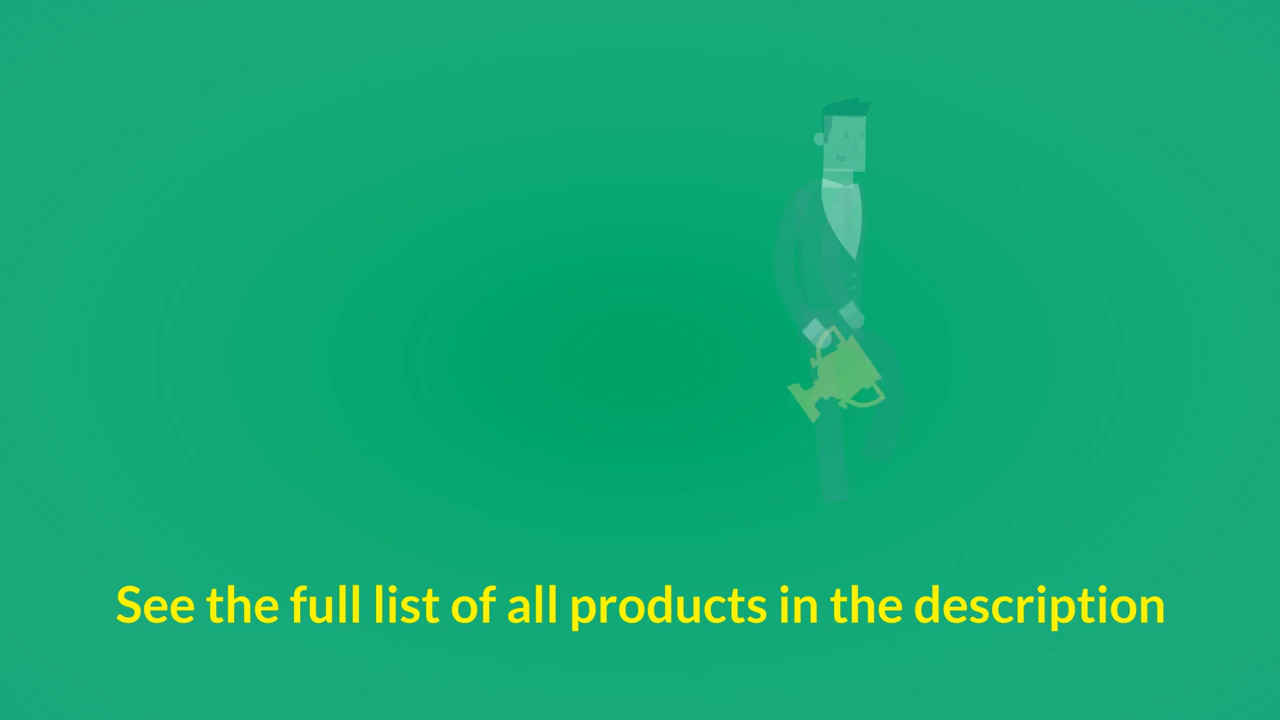 See the full list of all products in the description